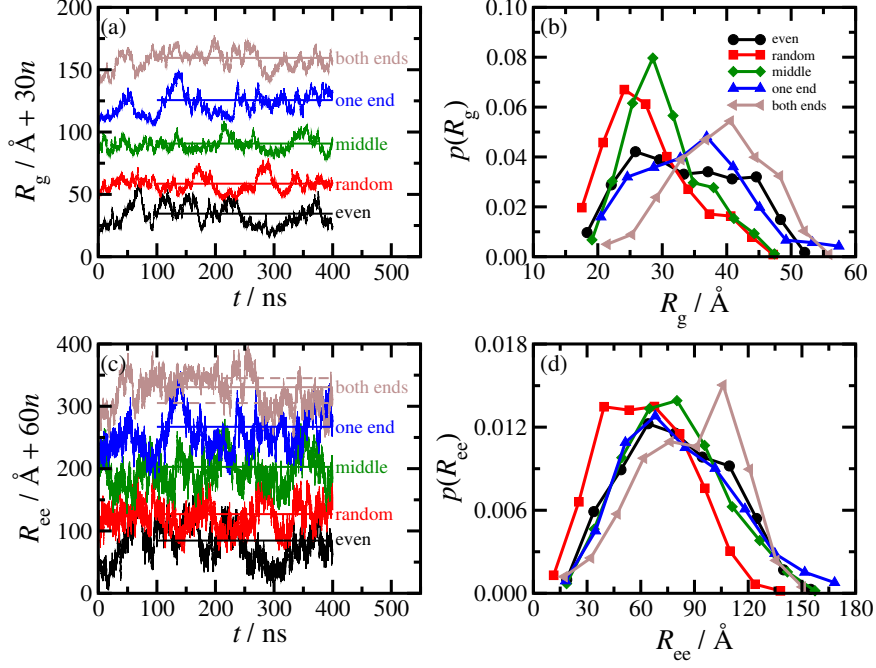 (a)
R_g / Å + 30n
175
150
125
100
75
50
25
0
both ends
one end
middle
random
even
0 100 200 300 400 500
t / ns
(b)
p(R_g)
0.10
0.08
0.06
0.04
0.02
0.00
even
random
middle
one end
both ends
10 20 30 40 50 60
R_g / Å
(c)
R_ee / Å + 60n
400
300
200
100
0
both ends
one end
middle
random
even
0 100 200 300 400 500
t / ns
(d)
p(R_ee)
0.018
0.012
0.006
0.000
0 30 60 90 120 150 180
R_ee / Å